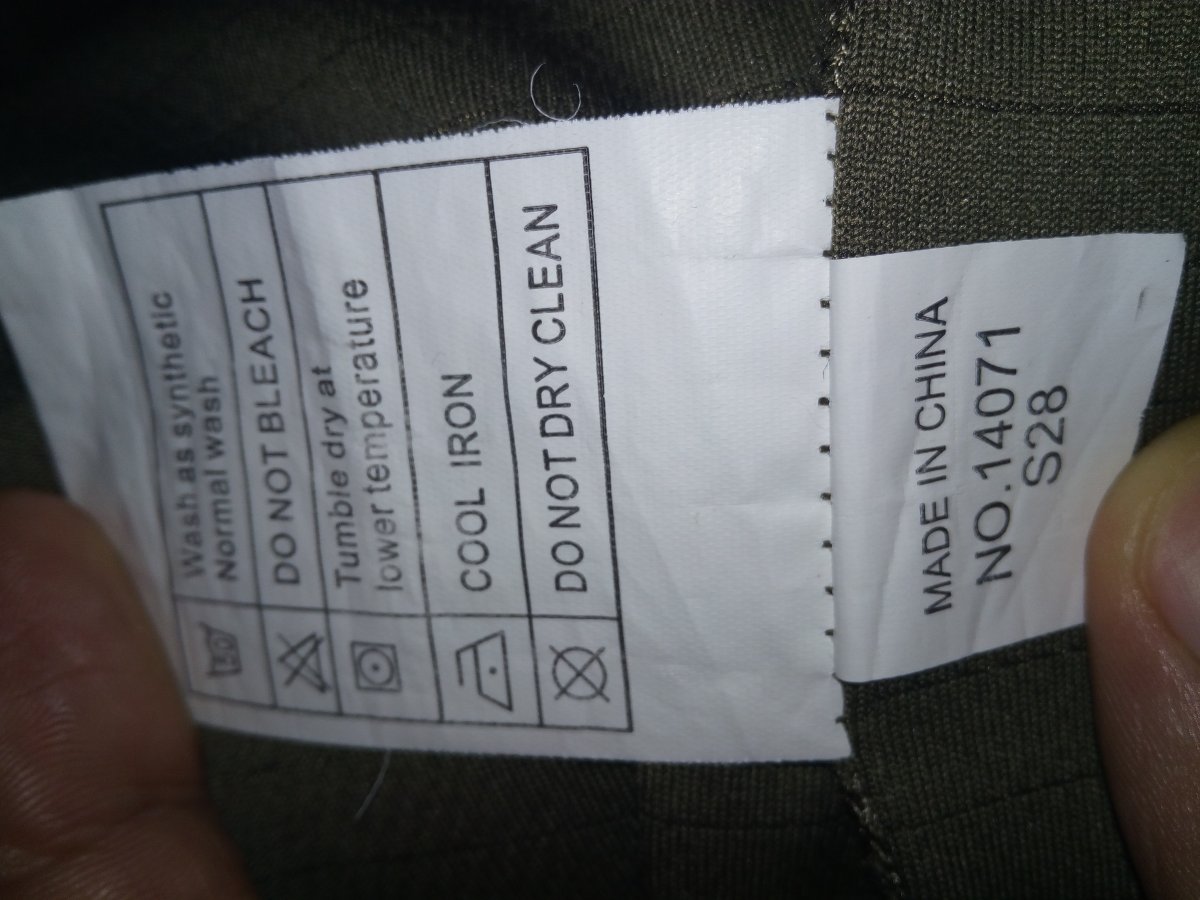 40
Wash as synthetic
Normal wash
DO NOT BLEACH
Tumble dry at
lower temperature
COOL IRON
DO NOT DRY CLEAN
MADE IN CHINA
NO.14071
S28